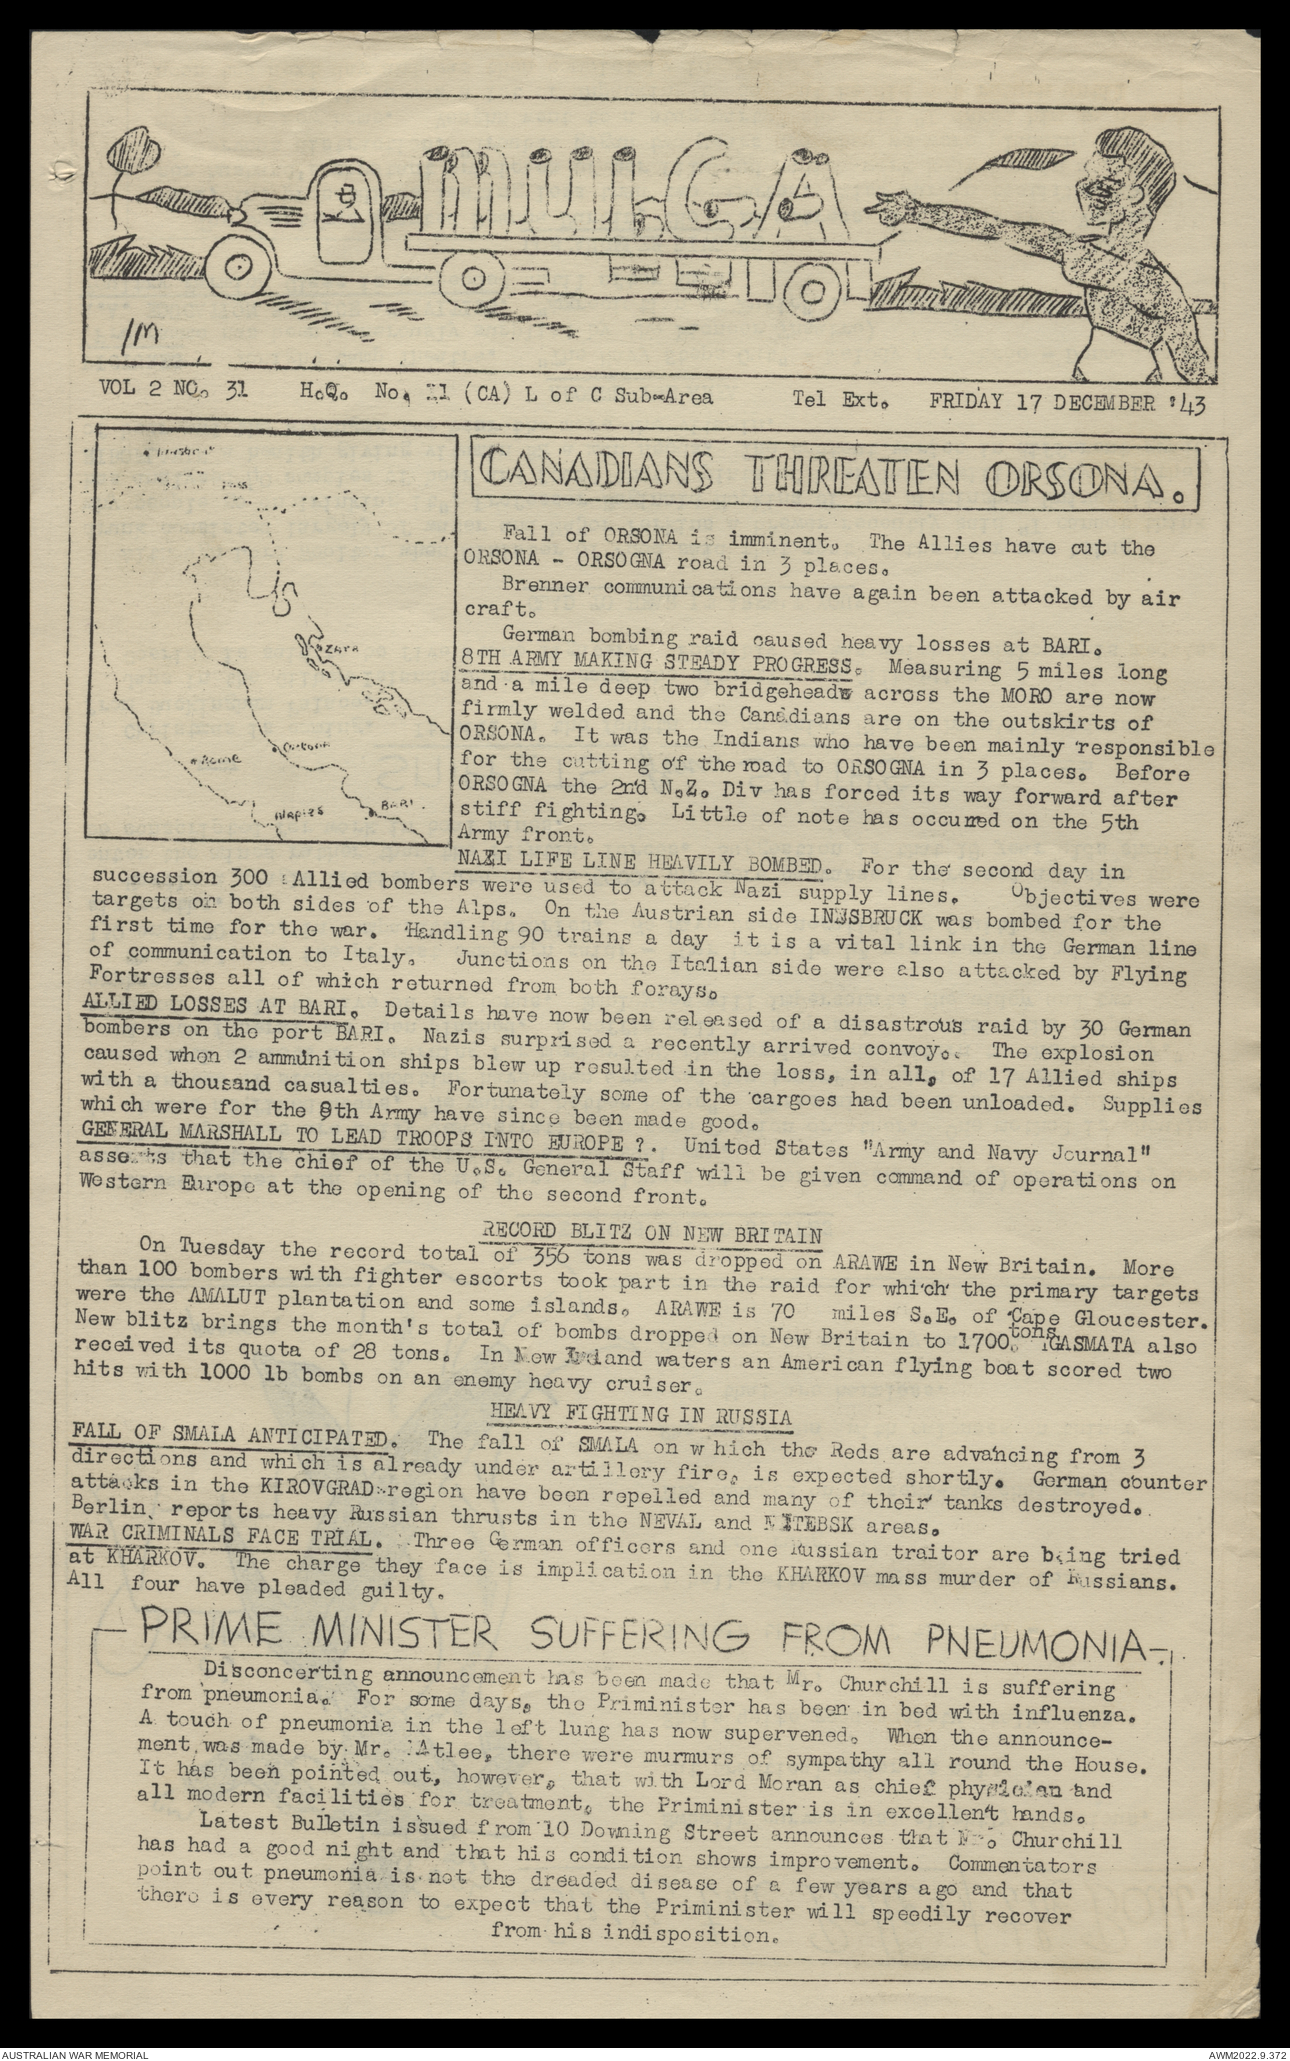 MULGA
JM
VOL 2 NO. 31 H.Q. No. 11 (CA) L of C Sub-Area Tel Ext. FRIDAY 17 DECEMBER '43
ZARA
Rome
Naples
BARI.
CANADIANS THREATEN ORSONA.
Fall of ORSONA is imminent. The Allies have cut the
ORSONA - ORSOGNA road in 3 places.
Brenner communications have again been attacked by air
craft.
German bombing raid caused heavy losses at BARI.
8TH ARMY MAKING STEADY PROGRESS. Measuring 5 miles long
and a mile deep two bridgeheads across the MORO are now
firmly welded and the Canadians are on the outskirts of
ORSONA. It was the Indians who have been mainly responsible
for the cutting of the road to ORSOGNA in 3 places. Before
ORSOGNA the 2nd N.Z. Div has forced its way forward after
stiff fighting. Little of note has occurred on the 5th
Army front.
NAZI LIFE LINE HEAVILY BOMBED. For the second day in
succession 300 Allied bombers were used to attack Nazi supply lines. Objectives were
targets on both sides of the Alps. On the Austrian side INNSBRUCK was bombed for the
first time for the war. Handling 90 trains a day it is a vital link in the German line
of communication to Italy. Junctions on the Italian side were also attacked by Flying
Fortresses all of which returned from both forays.
ALLIED LOSSES AT BARI. Details have now been released of a disastrous raid by 30 German
bombers on the port BARI. Nazis surprised a recently arrived convoy. The explosion
caused when 2 ammunition ships blew up resulted in the loss, in all, of 17 Allied ships
with a thousand casualties. Fortunately some of the cargoes had been unloaded. Supplies
which were for the 8th Army have since been made good.
GENERAL MARSHALL TO LEAD TROOPS INTO EUROPE ?. United States "Army and Navy Journal"
asserts that the chief of the U.S. General Staff will be given command of operations on
Western Europe at the opening of the second front.
RECORD BLITZ ON NEW BRITAIN
On Tuesday the record total of 356 tons was dropped on ARAWE in New Britain. More
than 100 bombers with fighter escorts took part in the raid for which the primary targets
were the AMALUT plantation and some islands. ARAWE is 70 miles S.E. of Cape Gloucester.
New blitz brings the month's total of bombs dropped on New Britain to 1700 tons. GASMATA also
received its quota of 28 tons. In New Ireland waters an American flying boat scored two
hits with 1000 lb bombs on an enemy heavy cruiser.
HEAVY FIGHTING IN RUSSIA
FALL OF SMALA ANTICIPATED. The fall of SMALA on w hich the Reds are advancing from 3
directions and which is already under artillery fire, is expected shortly. German counter
attacks in the KIROVGRAD region have been repelled and many of their tanks destroyed.
Berlin reports heavy Russian thrusts in the NEVAL and VITEBSK areas.
WAR CRIMINALS FACE TRIAL. Three German officers and one Russian traitor are being tried
at KHARKOV. The charge they face is implication in the KHARKOV mass murder of Russians.
All four have pleaded guilty.
PRIME MINISTER SUFFERING FROM PNEUMONIA-
Disconcerting announcement has been made that Mr. Churchill is suffering
from pneumonia. For some days, the Priminister has been in bed with influenza.
A touch of pneumonia in the left lung has now supervened. When the announce-
ment was made by Mr. Atlee, there were murmurs of sympathy all round the House.
It has been pointed out, however, that with Lord Moran as chief physician and
all modern facilities for treatment, the Priminister is in excellent hands.
Latest Bulletin issued from 10 Downing Street announces that Mr. Churchill
has had a good night and that his condition shows improvement. Commentators
point out pneumonia is not the dreaded disease of a few years ago and that
there is every reason to expect that the Priminister will speedily recover
from his indisposition.
AUSTRALIAN WAR MEMORIAL AWM2022.9.372